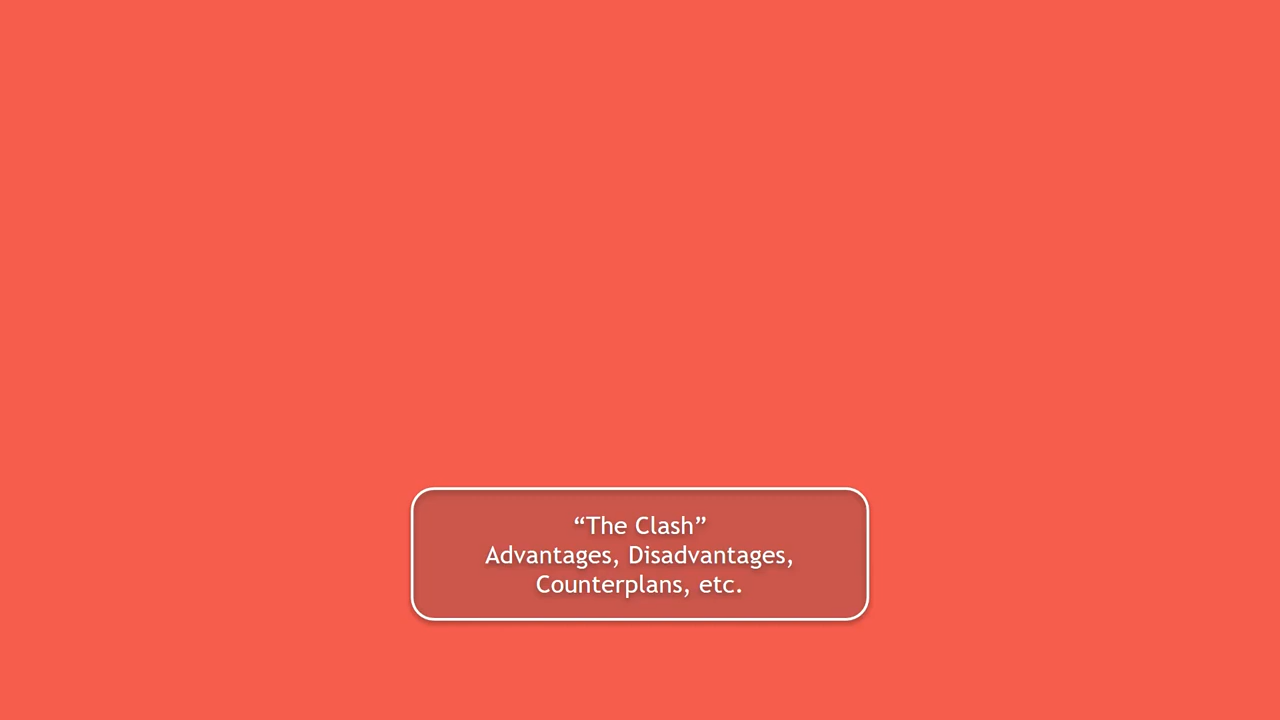 “The Clash”
Advantages, Disadvantages,
Counterplans, etc.